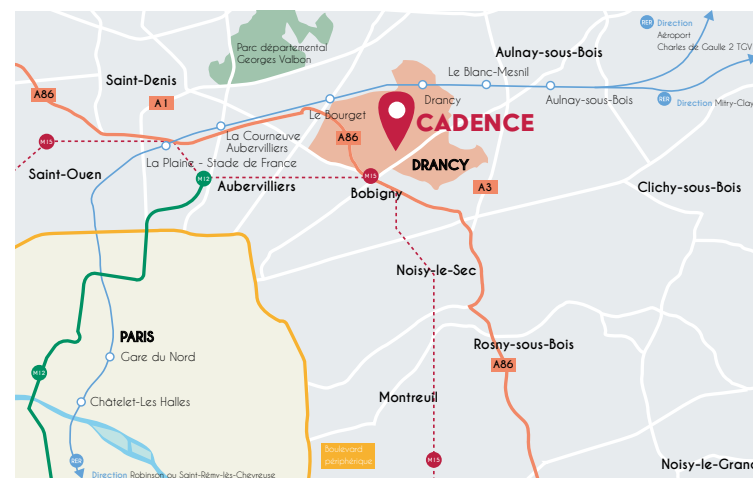 RER
Direction
Aéroport
Charles de Gaulle 2 TGV
Aulnay-sous-Bois
Parc départemental
Georges Valbon
Saint-Denis
Le Blanc-Mesnil
A86
A1
Drancy
Aulnay-sous-Bois
RER
Direction Mitry-Clay
Le Bourget
CADENCE
La Courneuve
Aubervilliers
A86
M15
La Plaine - Stade de France
DRANCY
Saint-Ouen
M12
Aubervilliers
M15
Bobigny
A3
Clichy-sous-Bois
Noisy-le-Sec
PARIS
Gare du Nord
Rosny-sous-Bois
A86
M12
Châtelet-Les Halles
Montreuil
Boulevard
périphérique
RER
M15
Noisy-le-Grand
Direction Robinson ou Saint-Rémy-lès-Chevreuse